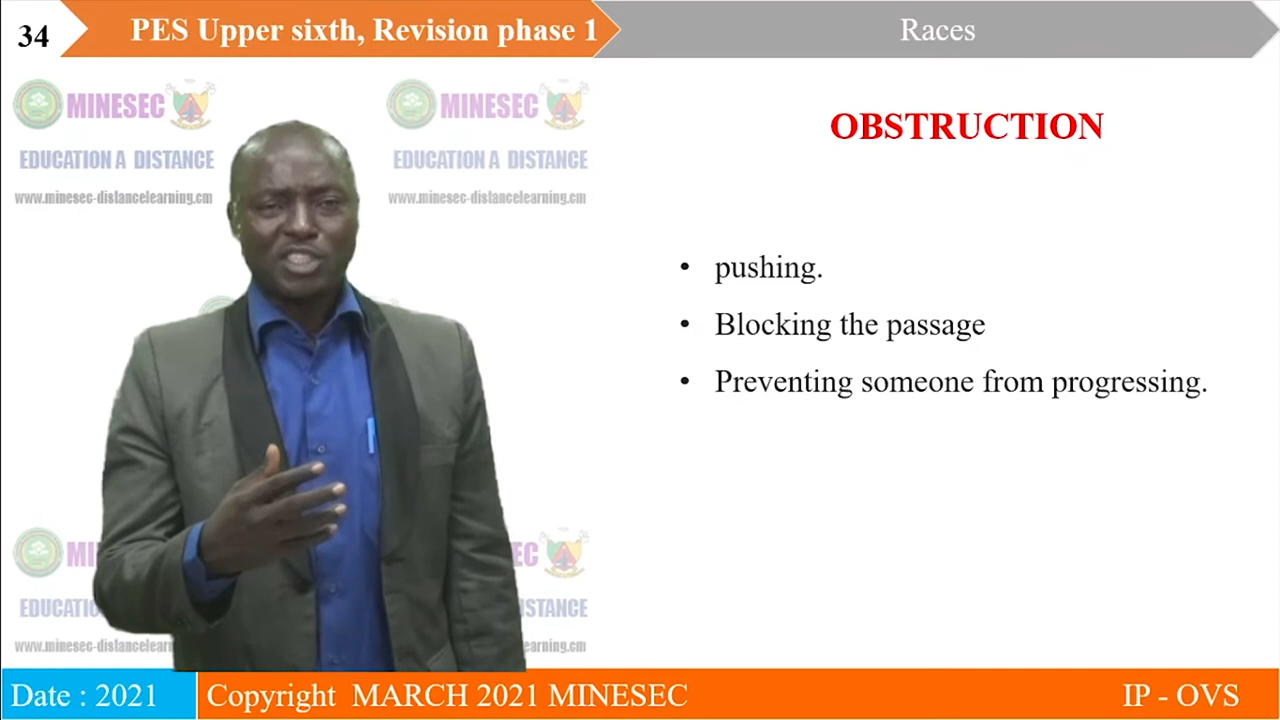 34
PES Upper sixth, Revision phase 1
Races
MINESEC
EDUCATION A DISTANCE
www.minesec-distancelearning.cm
MINESEC
EDUCATION A DISTANCE
www.minesec-distancelearning.cm
OBSTRUCTION
• pushing.
• Blocking the passage
• Preventing someone from progressing.
Date : 2021
Copyright MARCH 2021 MINESEC
IP - OVS